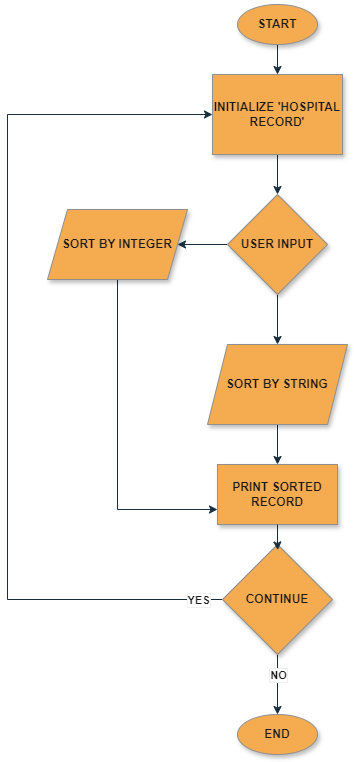 START
INITIALIZE 'HOSPITAL
RECORD'
SORT BY INTEGER
USER INPUT
SORT BY STRING
PRINT SORTED
RECORD
CONTINUE
YES
NO
END